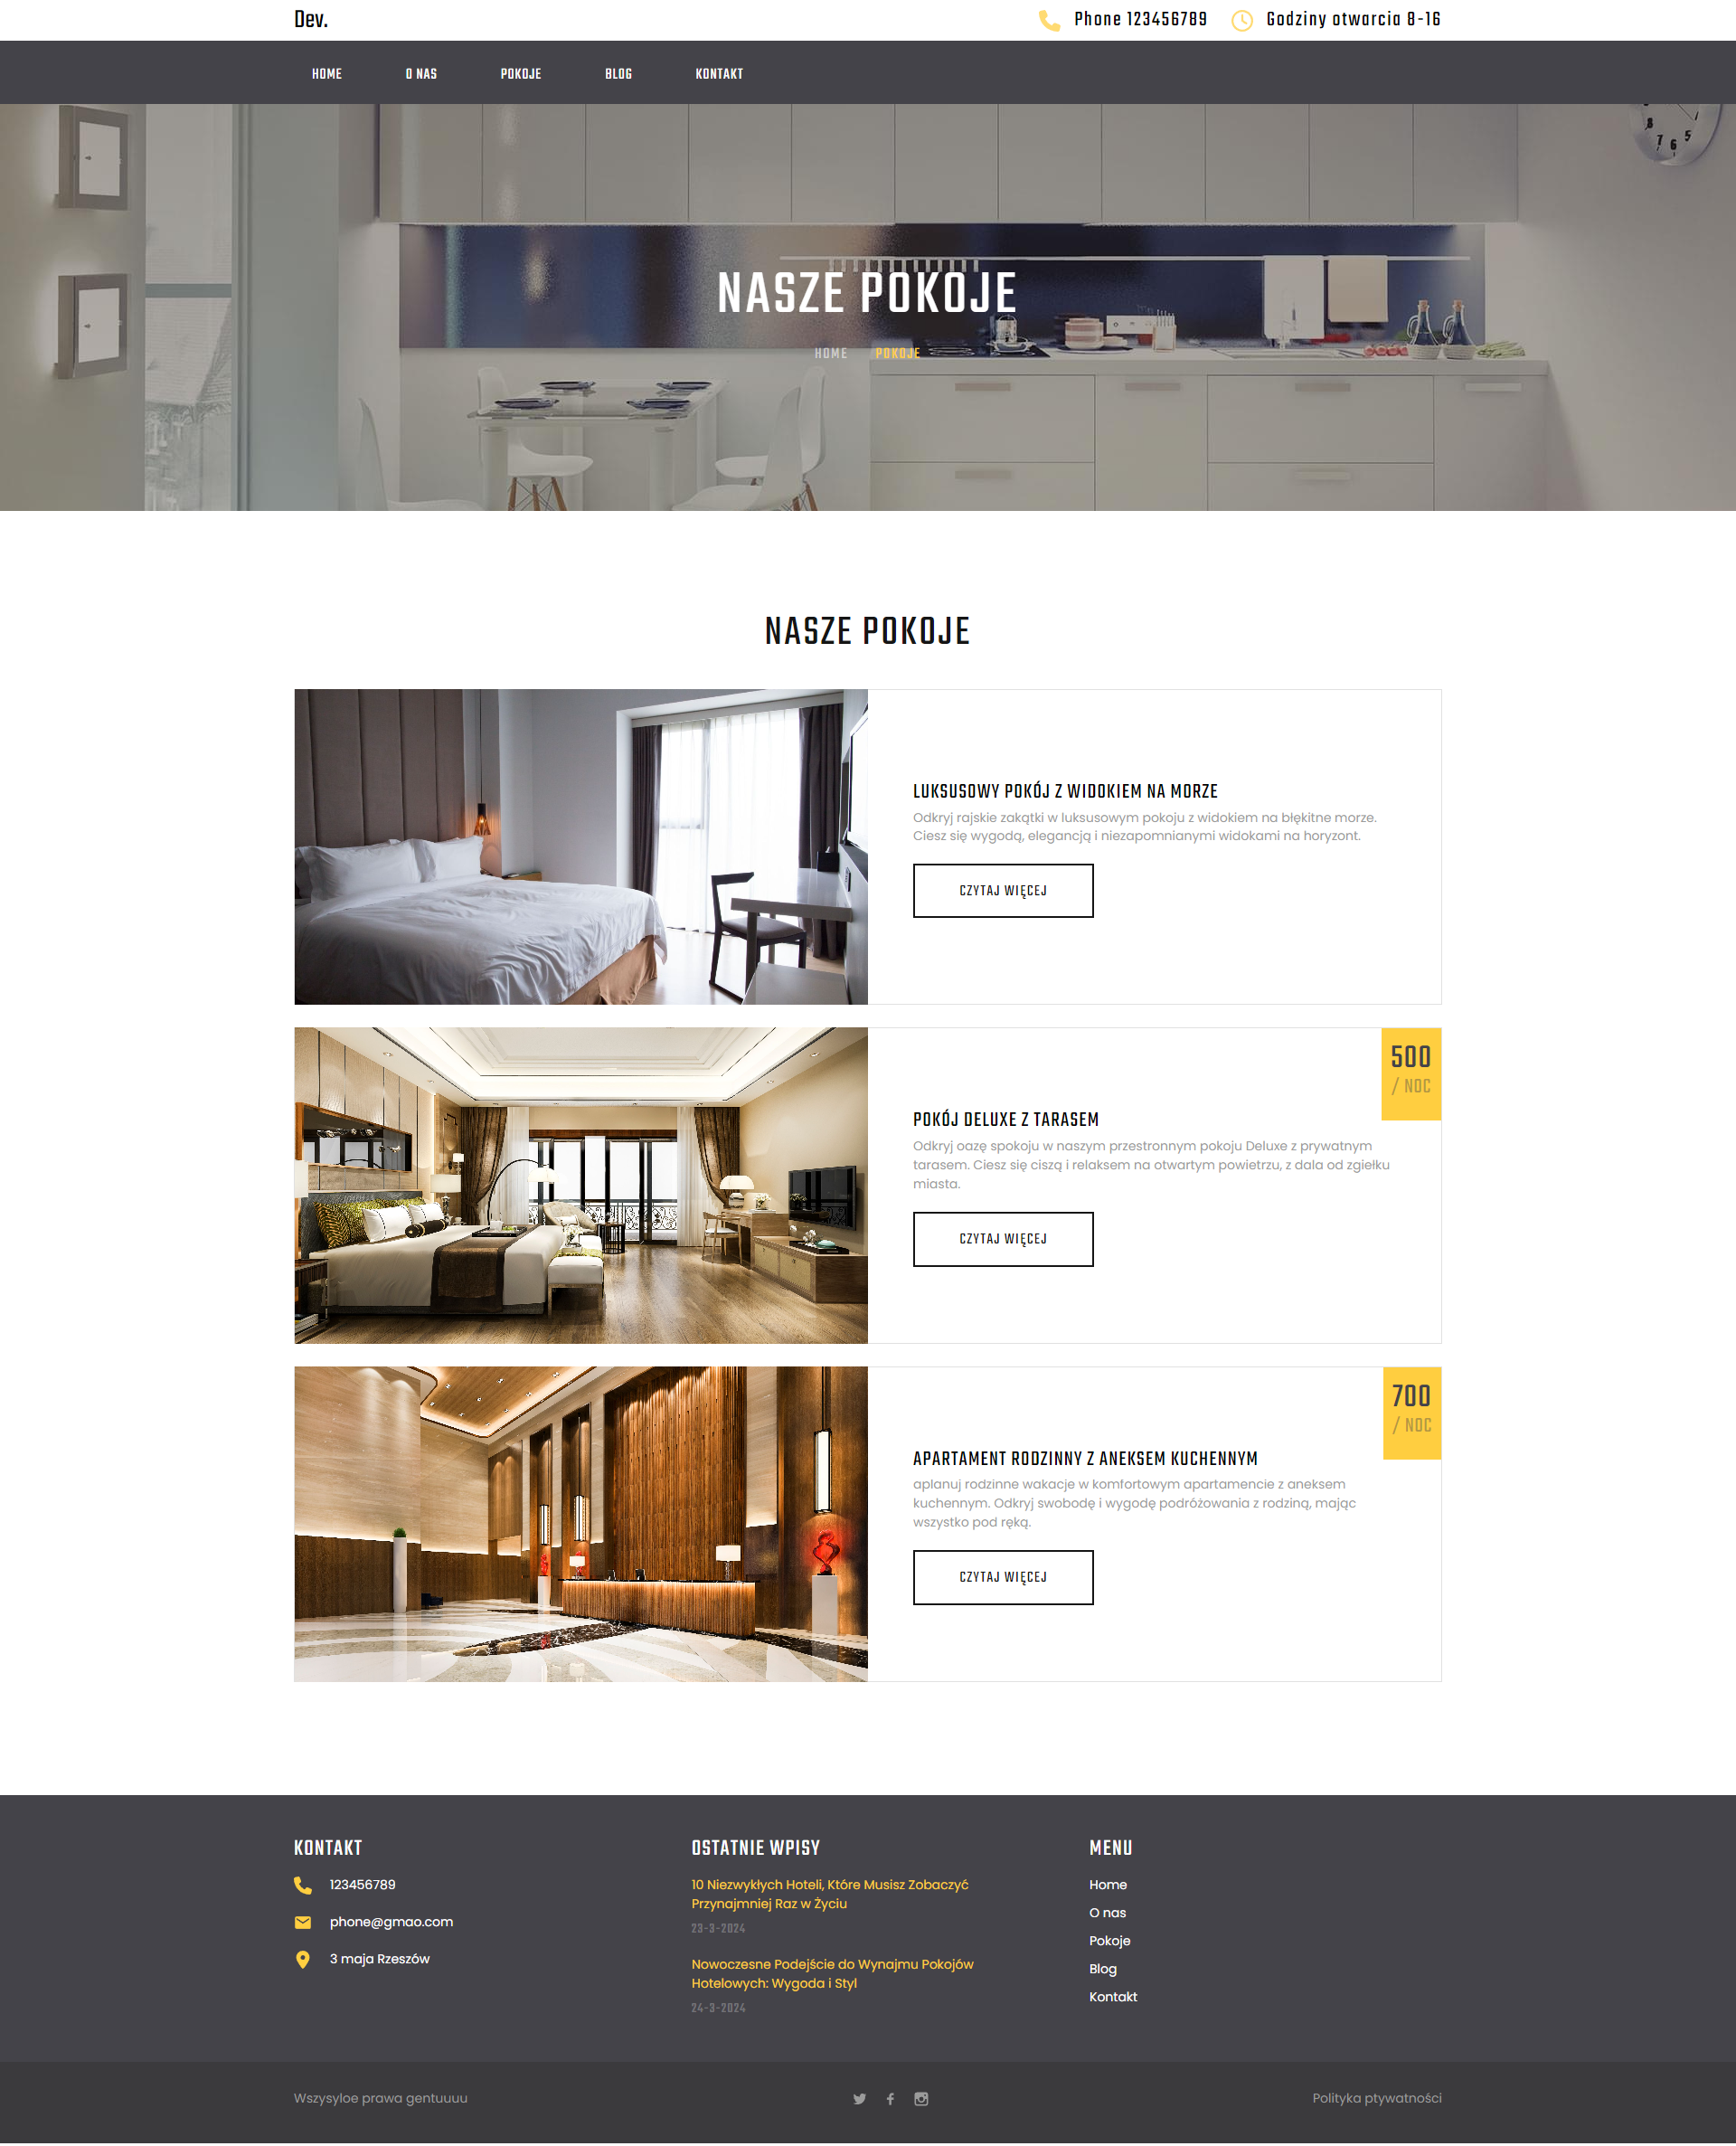 Dev.
Phone 123456789
Godziny otwarcia 8-16
HOME
O NAS
POKOJE
BLOG
KONTAKT
8 7 6 5
NASZE POKOJE
HOME
POKOJE
NASZE POKOJE
LUKSUSOWY POKÓJ Z WIDOKIEM NA MORZE
Odkryj rajskie zakątki w luksusowym pokoju z widokiem na błękitne morze.
Ciesz się wygodą, elegancją i niezapomnianymi widokami na horyzont.
CZYTAJ WIĘCEJ
500
/ NOC
POKÓJ DELUXE Z TARASEM
Odkryj oazę spokoju w naszym przestronnym pokoju Deluxe z prywatnym
tarasem. Ciesz się ciszą i relaksem na otwartym powietrzu, z dala od zgiełku
miasta.
CZYTAJ WIĘCEJ
700
/ NOC
APARTAMENT RODZINNY Z ANEKSEM KUCHENNYM
aplanuj rodzinne wakacje w komfortowym apartamencie z aneksem
kuchennym. Odkryj swobodę i wygodę podróżowania z rodziną, mając
wszystko pod ręką.
CZYTAJ WIĘCEJ
KONTAKT
123456789
phone@gmao.com
3 maja Rzeszów
OSTATNIE WPISY
10 Niezwykłych Hoteli, Które Musisz Zobaczyć
Przynajmniej Raz w Życiu
23-3-2024
Nowoczesne Podejście do Wynajmu Pokojów
Hotelowych: Wygoda i Styl
24-3-2024
MENU
Home
O nas
Pokoje
Blog
Kontakt
Wszysyloe prawa gentuuuu
Polityka ptywatności